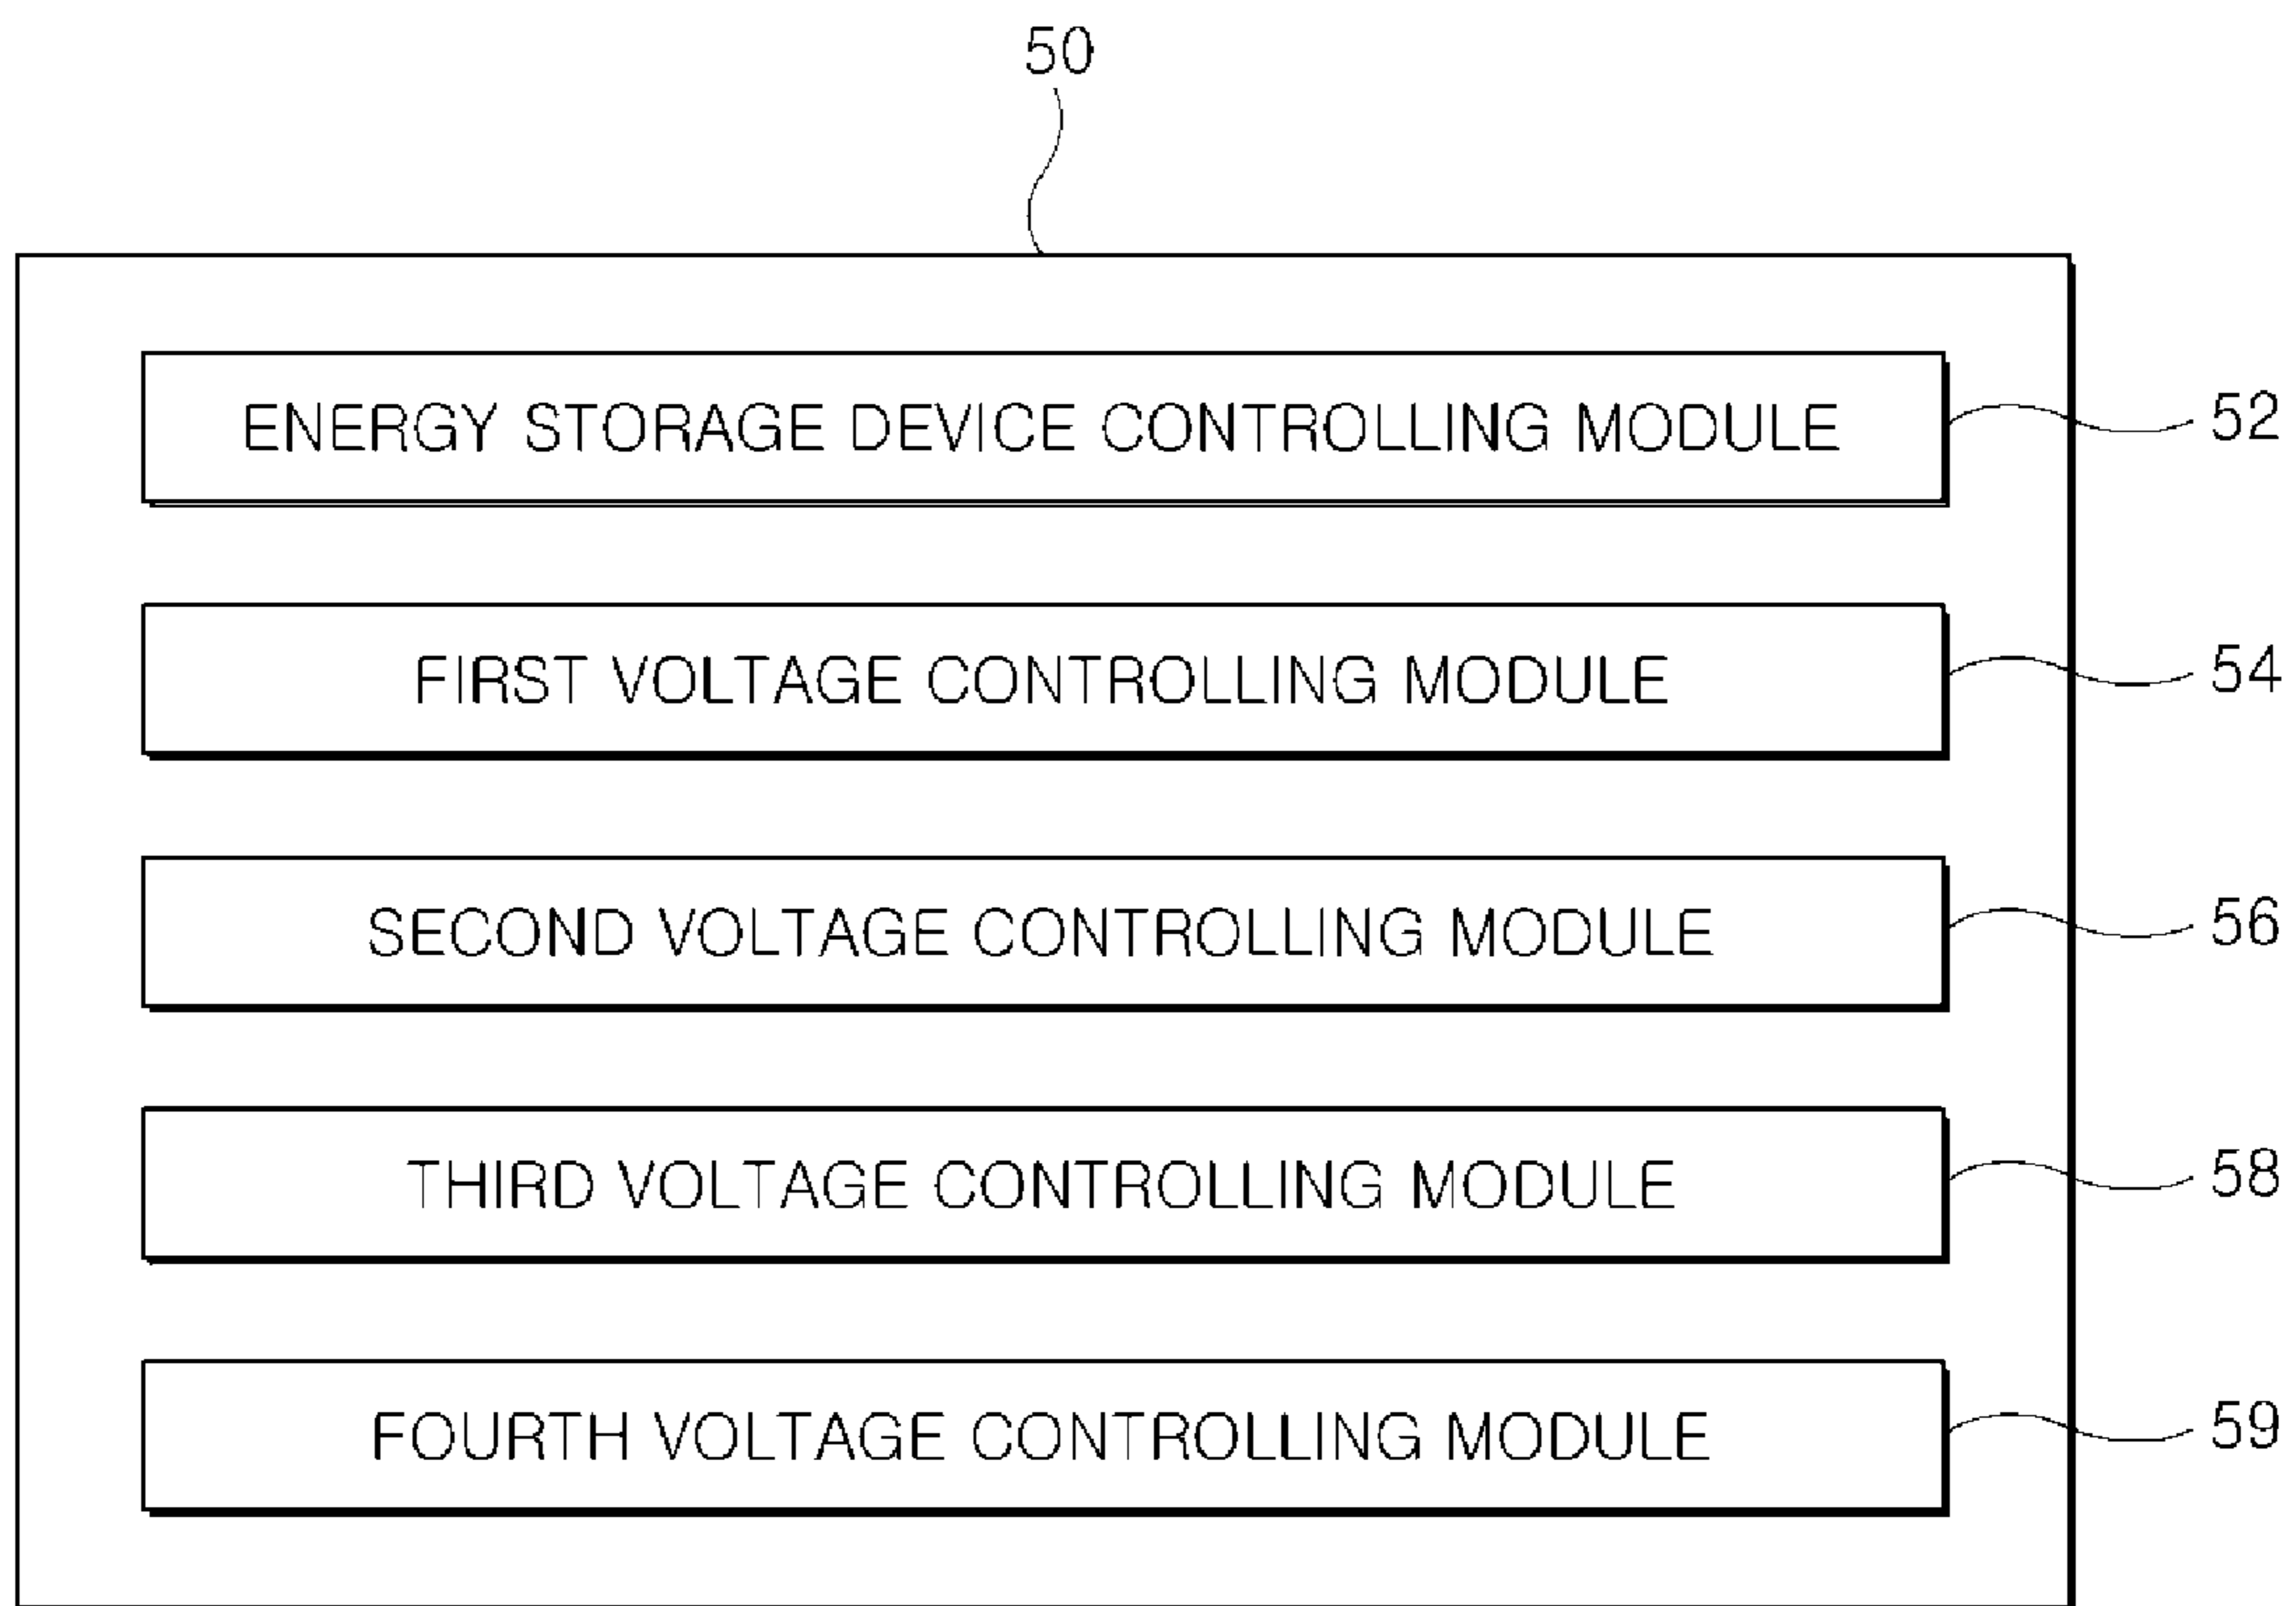 50
ENERGY STORAGE DEVICE CONTROLLING MODULE 52
FIRST VOLTAGE CONTROLLING MODULE 54
SECOND VOLTAGE CONTROLLING MODULE 56
THIRD VOLTAGE CONTROLLING MODULE 58
FOURTH VOLTAGE CONTROLLING MODULE 59